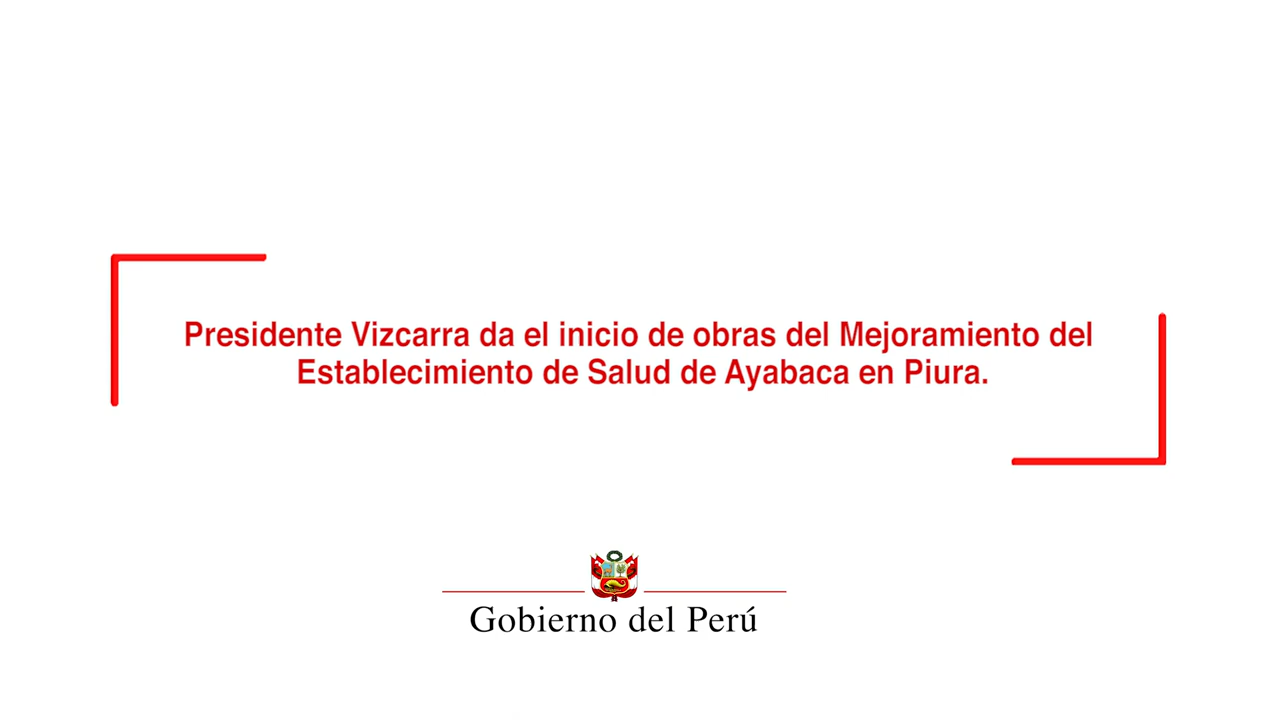 Presidente Vizcarra da el inicio de obras del Mejoramiento del
Establecimiento de Salud de Ayabaca en Piura.
Gobierno del Perú